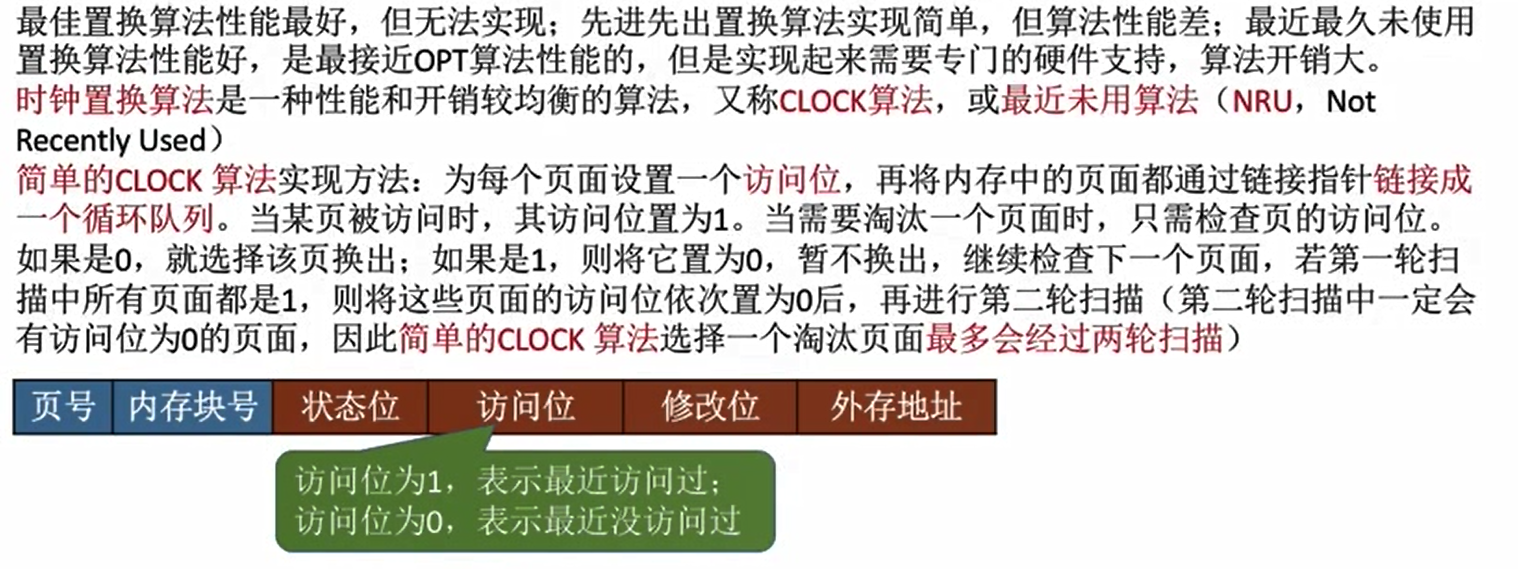 最佳置换算法性能最好，但无法实现；先进先出置换算法实现简单，但算法性能差；最近最久未使用
置换算法性能好，是最接近OPT算法性能的，但是实现起来需要专门的硬件支持，算法开销大。
时钟置换算法是一种性能和开销较均衡的算法，又称CLOCK算法，或最近未用算法（NRU，Not
Recently Used）
简单的CLOCK 算法实现方法：为每个页面设置一个访问位，再将内存中的页面都通过链接指针链接成
一个循环队列。当某页被访问时，其访问位置为1。当需要淘汰一个页面时，只需检查页的访问位。
如果是0，就选择该页换出；如果是1，则将它置为0，暂不换出，继续检查下一个页面，若第一轮扫
描中所有页面都是1，则将这些页面的访问位依次置为0后，再进行第二轮扫描（第二轮扫描中一定会
有访问位为0的页面，因此简单的CLOCK 算法选择一个淘汰页面最多会经过两轮扫描）
页号 内存块号 状态位 访问位 修改位 外存地址
访问位为1，表示最近访问过；
访问位为0，表示最近没访问过